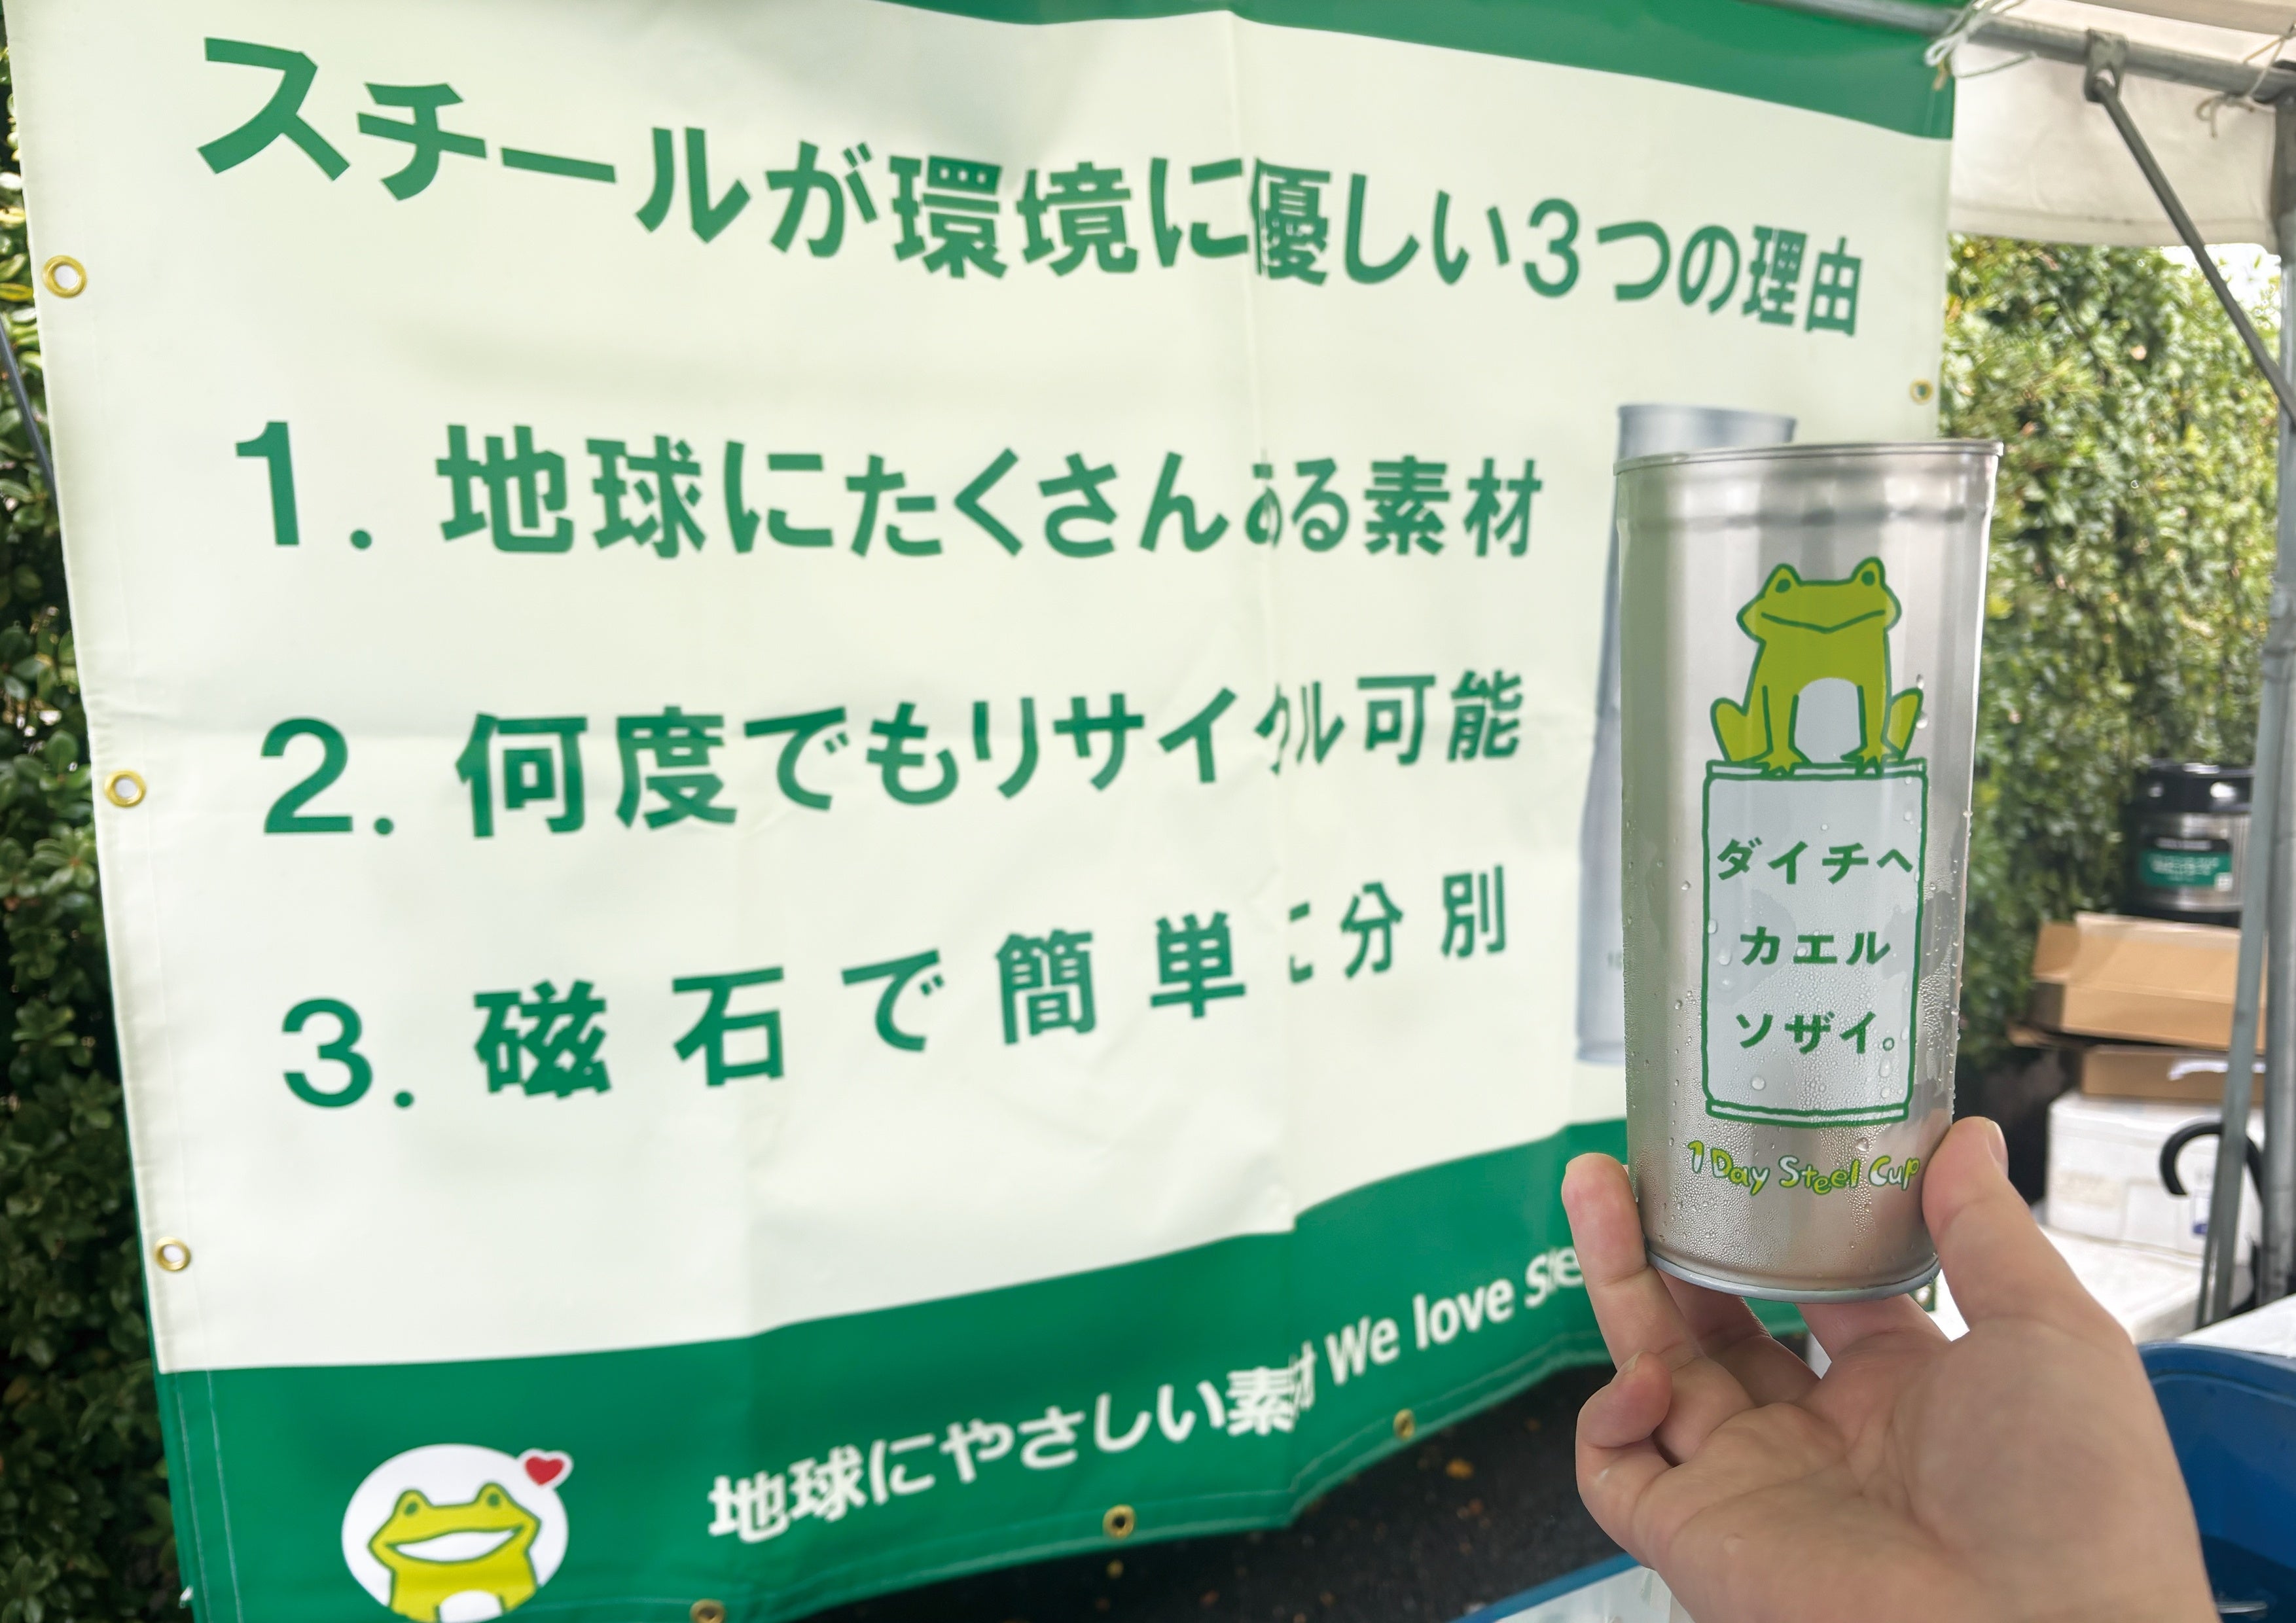 スチールが環境に優しい3つの理由
1. 地球にたくさんある素材
2. 何度でもリサイクル可能
3. 磁石で簡単に分別
地球にやさしい素材 We love Ste
ダイチヘ
カエル
ソザイ。
1 Day Steel Cup